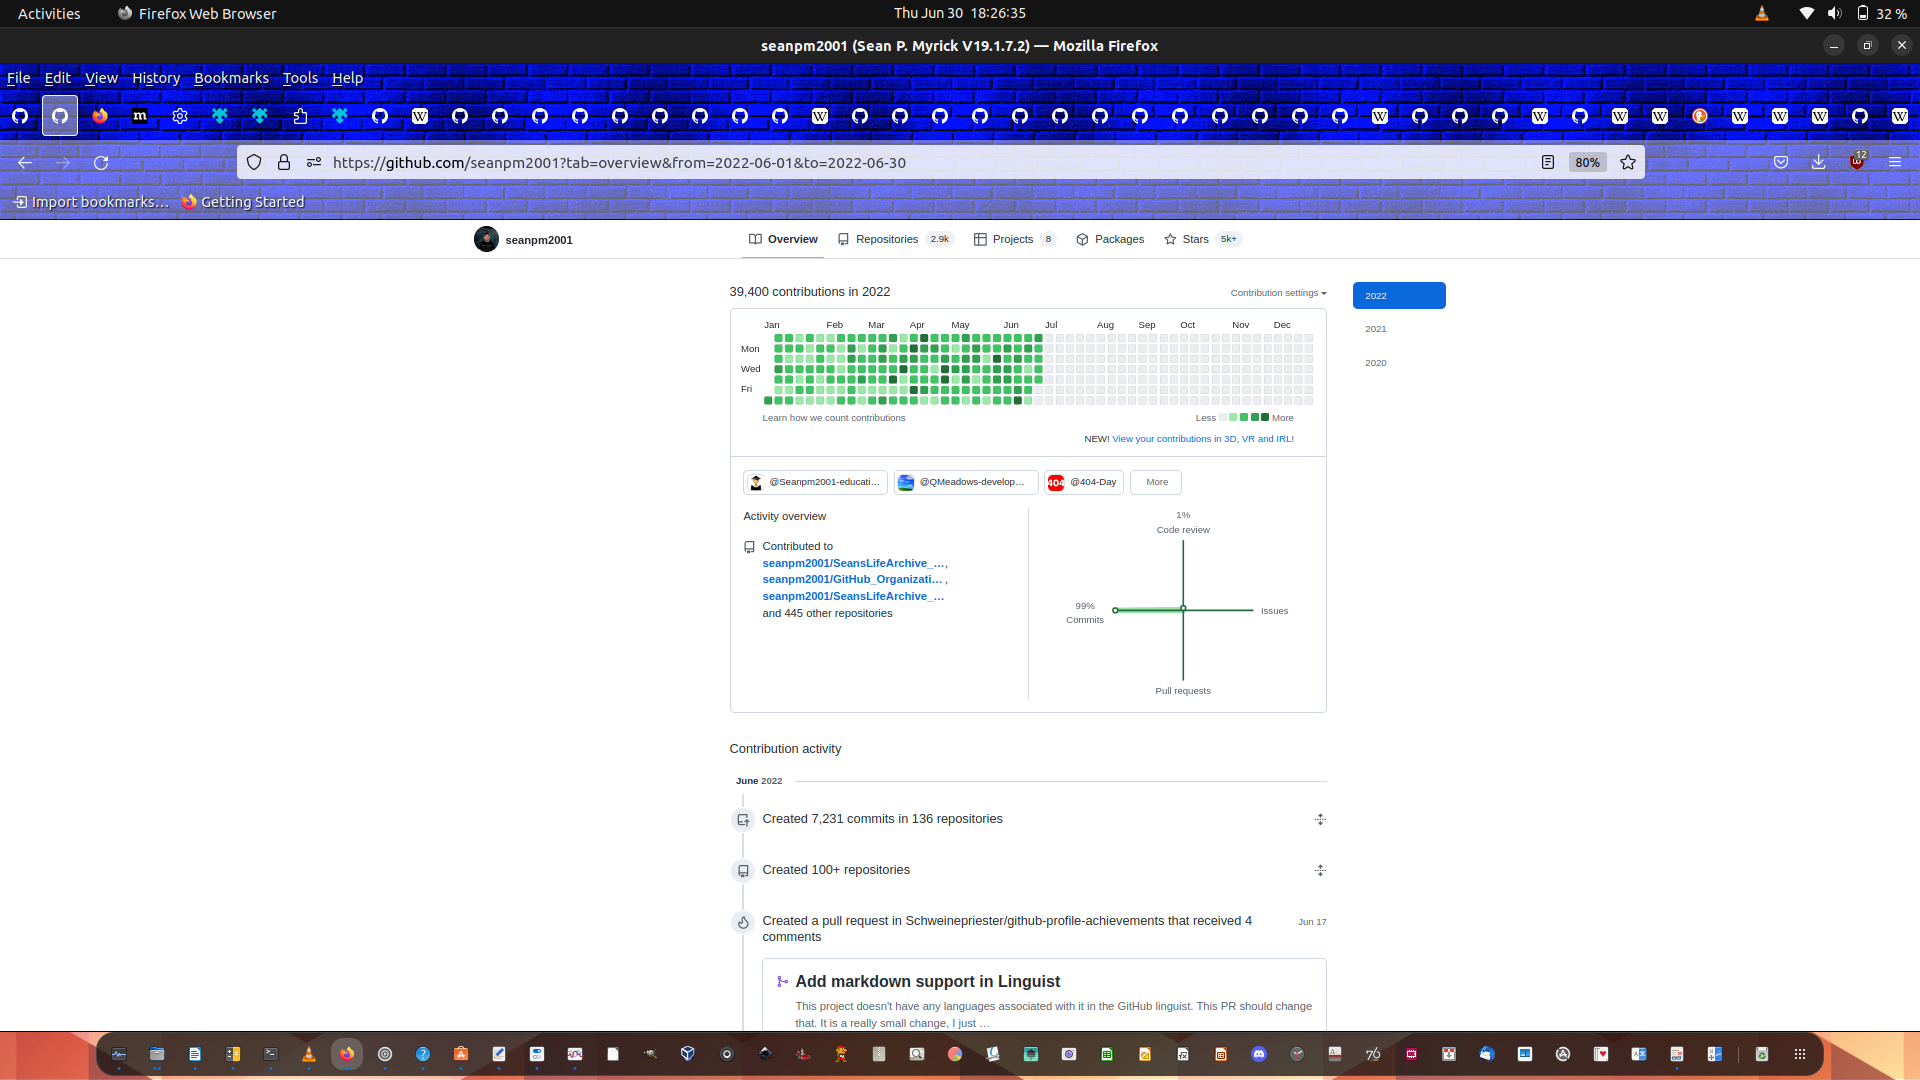 Activities
Firefox Web Browser
Thu Jun 30 18:26:35
32 %
seanpm2001 (Sean P. Myrick V19.1.7.2) — Mozilla Firefox
File Edit View History Bookmarks Tools Help
https://github.com/seanpm2001?tab=overview&from=2022-06-01&to=2022-06-30
80%
12
Import bookmarks…
Getting Started
seanpm2001
Overview
Repositories 2.9k
Projects 8
Packages
Stars 5k+
39,400 contributions in 2022
Contribution settings
2022
2021
2020
Jan Feb Mar Apr May Jun Jul Aug Sep Oct Nov Dec
Mon
Wed
Fri
Learn how we count contributions
Less
More
NEW! View your contributions in 3D, VR and IRL!
@Seanpm2001-educati…
@QMeadows-develop…
404 @404-Day
More
Activity overview
Contributed to
seanpm2001/SeansLifeArchive_…,
seanpm2001/GitHub_Organizati… ,
seanpm2001/SeansLifeArchive_…
and 445 other repositories
1%
Code review
99%
Commits
Issues
Pull requests
Contribution activity
June 2022
Created 7,231 commits in 136 repositories
Created 100+ repositories
Created a pull request in Schweinepriester/github-profile-achievements that received 4
comments
Jun 17
Add markdown support in Linguist
This project doesn't have any languages associated with it in the GitHub linguist. This PR should change
that. It is a really small change, I just …